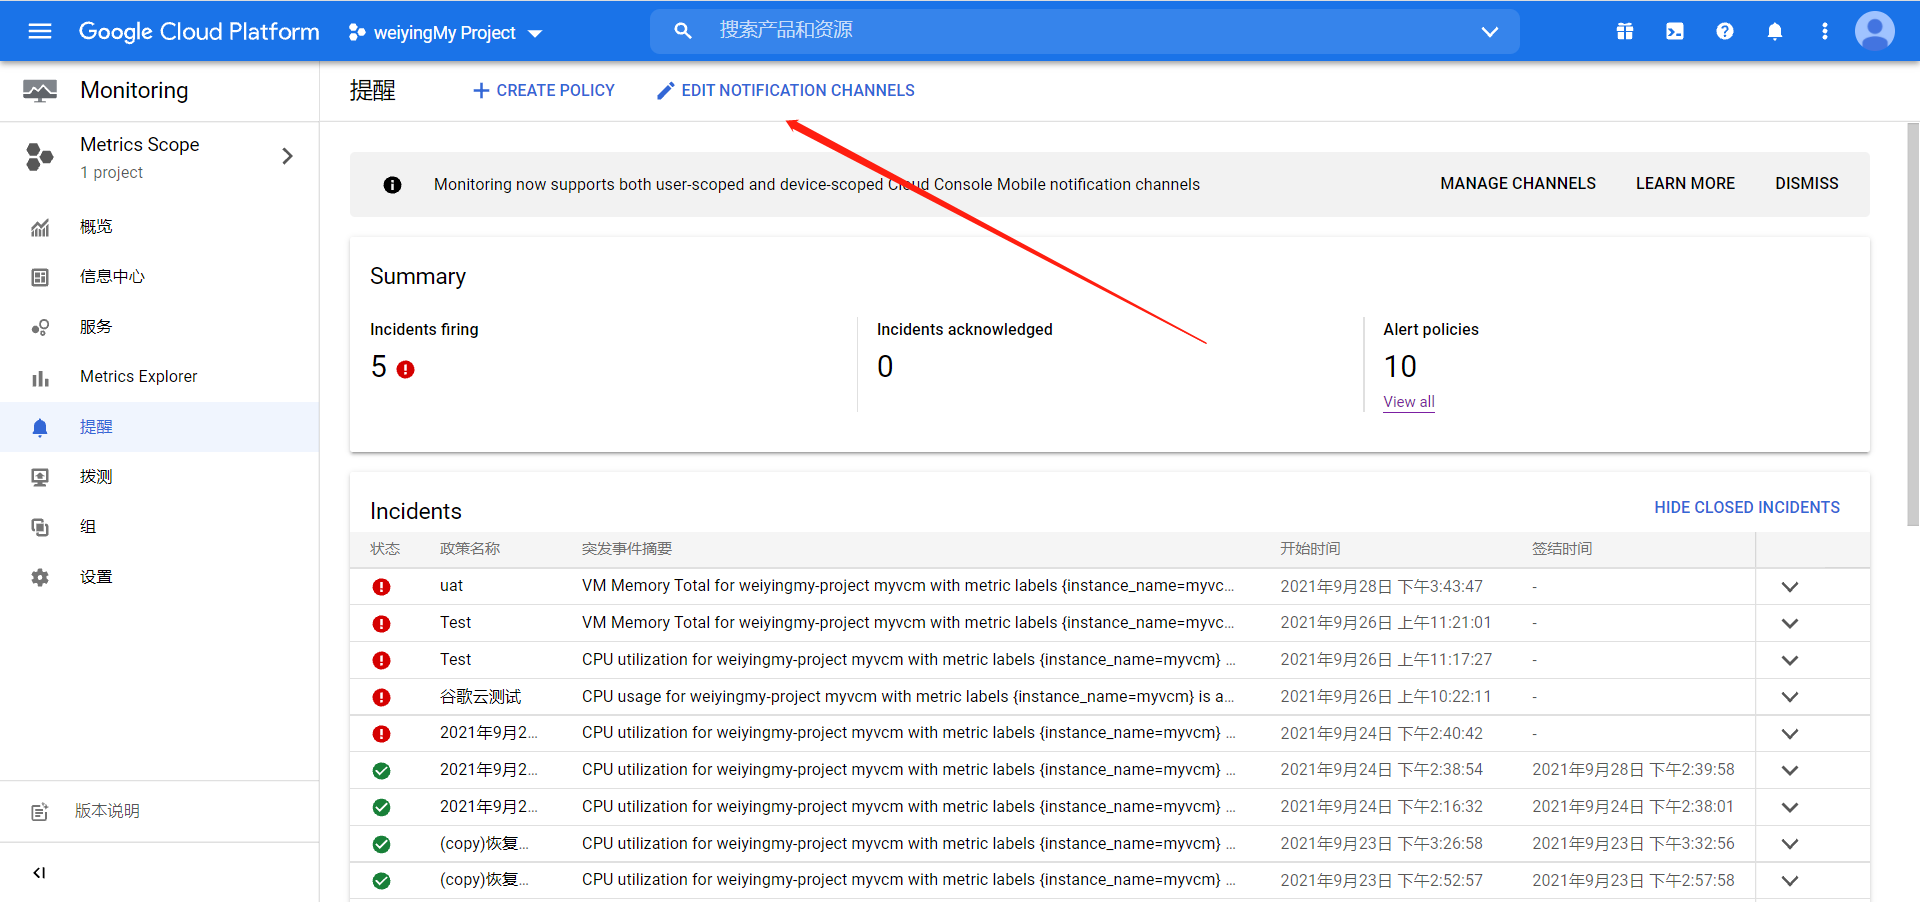 Google Cloud Platform
weiyingMy Project
搜索产品和资源
Monitoring
提醒
CREATE POLICY
EDIT NOTIFICATION CHANNELS
Metrics Scope
1 project
概览
信息中心
服务
Metrics Explorer
提醒
拨测
组
设置
版本说明
Monitoring now supports both user-scoped and device-scoped Cloud Console Mobile notification channels
MANAGE CHANNELS
LEARN MORE
DISMISS
Summary
Incidents firing
5
Incidents acknowledged
0
Alert policies
10
View all
Incidents
HIDE CLOSED INCIDENTS
状态 政策名称 突发事件摘要 开始时间 签结时间
uat VM Memory Total for weiyingmy-project myvcm with metric labels {instance_name=myvc... 2021年9月28日 下午3:43:47 -
Test VM Memory Total for weiyingmy-project myvcm with metric labels {instance_name=myvc... 2021年9月26日 上午11:21:01 -
Test CPU utilization for weiyingmy-project myvcm with metric labels {instance_name=myvcm} ... 2021年9月26日 上午11:17:27 -
谷歌云测试 CPU usage for weiyingmy-project myvcm with metric labels {instance_name=myvcm} is a... 2021年9月26日 上午10:22:11 -
2021年9月2... CPU utilization for weiyingmy-project myvcm with metric labels {instance_name=myvcm} ... 2021年9月24日 下午2:40:42 -
2021年9月2... CPU utilization for weiyingmy-project myvcm with metric labels {instance_name=myvcm} ... 2021年9月24日 下午2:38:54 2021年9月28日 下午2:39:58
2021年9月2... CPU utilization for weiyingmy-project myvcm with metric labels {instance_name=myvcm} ... 2021年9月24日 下午2:16:32 2021年9月24日 下午2:38:01
(copy)恢复... CPU utilization for weiyingmy-project myvcm with metric labels {instance_name=myvcm} ... 2021年9月23日 下午3:26:58 2021年9月23日 下午3:32:56
(copy)恢复... CPU utilization for weiyingmy-project myvcm with metric labels {instance_name=myvcm} ... 2021年9月23日 下午2:52:57 2021年9月23日 下午2:57:58